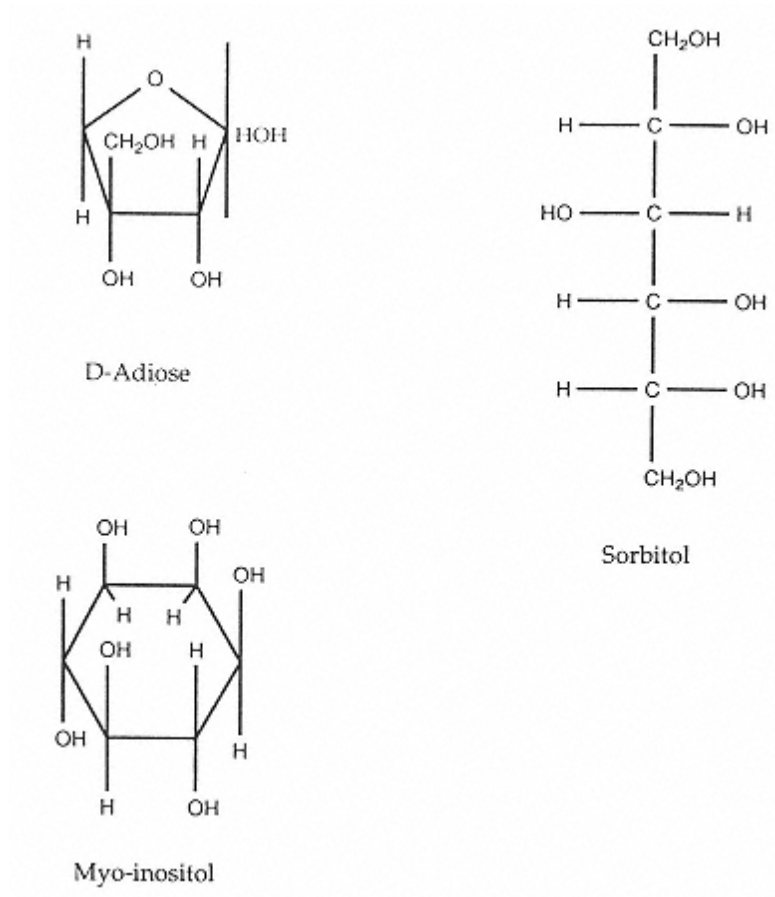 H
O
CH₂OH H HOH
H
OH OH
D-Adiose
CH₂OH
H C OH
HO C H
H C OH
H C OH
CH₂OH
Sorbitol
OH OH
H OH
H H
OH H
OH H
H OH
Myo-inositol